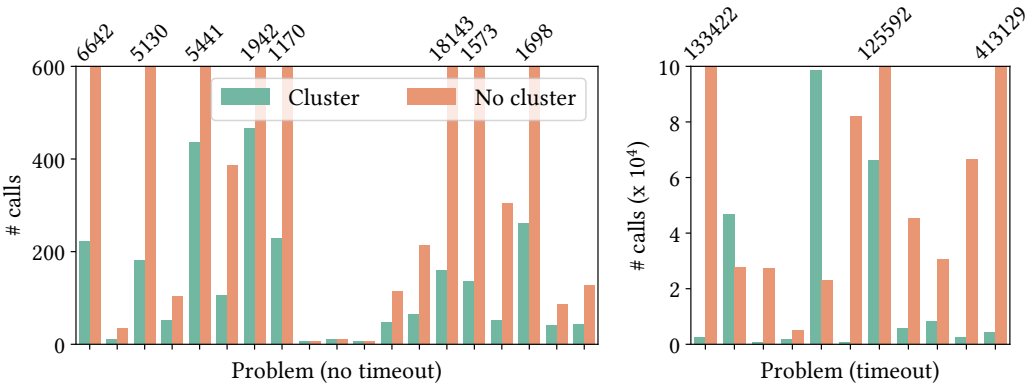 6642 5130 5441 1942 1170 18143 1573 1698
600
400
200
0
# calls
Cluster No cluster
Problem (no timeout)
133422 125592 413129
10
8
6
4
2
0
# calls (x 10⁴)
Problem (timeout)